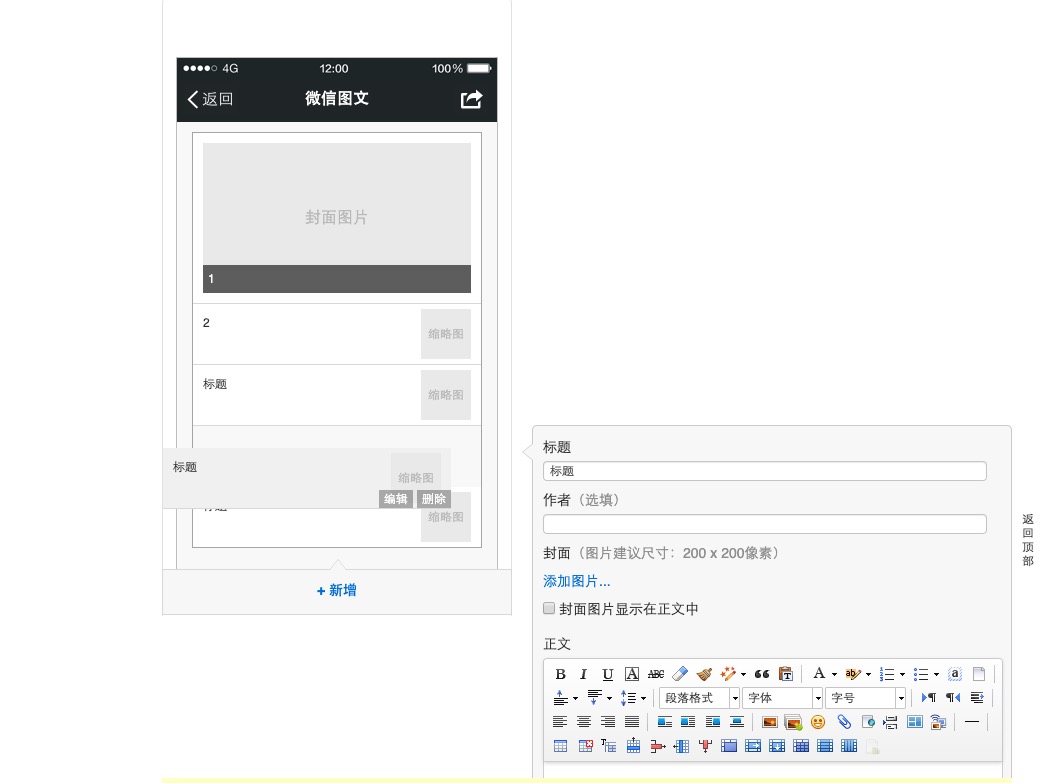 4G 12:00 100%
返回 微信图文
封面图片
1
2 缩略图
标题 缩略图
标题 缩略图
编辑 删除
标题 缩略图
+ 新增
标题
标题
作者（选填）
封面（图片建议尺寸：200 x 200像素）
添加图片...
封面图片显示在正文中
正文
B I U A ABC A ab a
段落格式 字体 字号
返回顶部